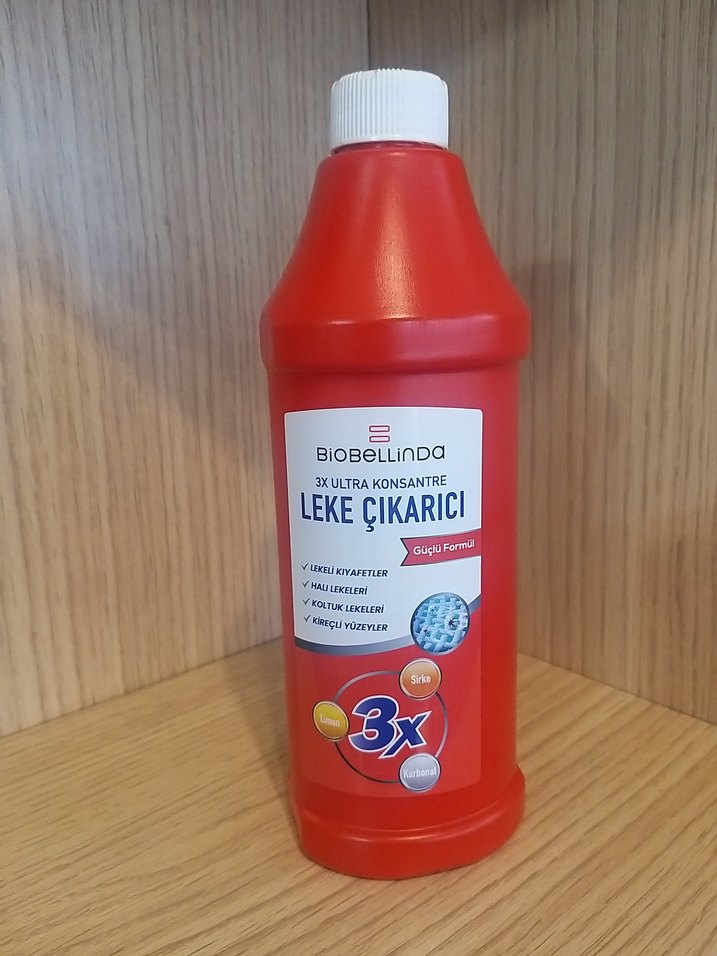 BiOBeLLiNDa
3X ULTRA KONSANTRE
LEKE ÇIKARICI
Güçlü Formül
✓ LEKELİ KIYAFETLER
✓ HALI LEKELERİ
✓ KOLTUK LEKELERİ
✓ KİREÇLİ YÜZEYLER
Sirke
Limon
3x
Karbonat